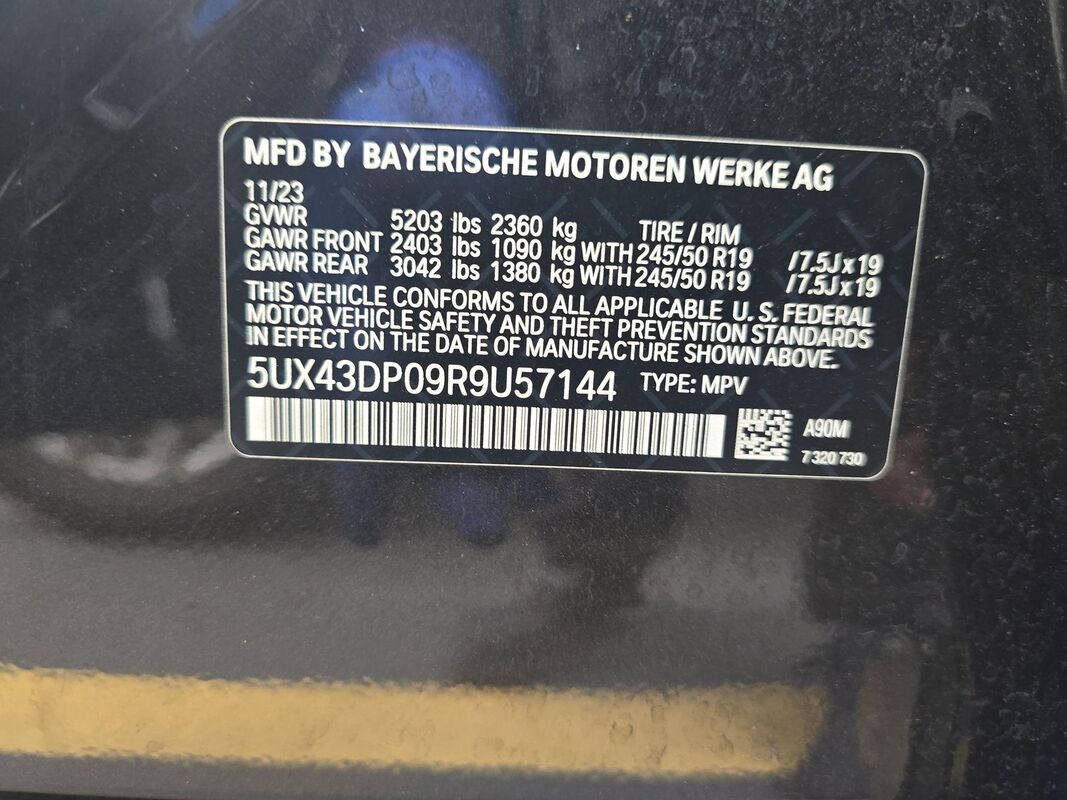 MFD BY BAYERISCHE MOTOREN WERKE AG
11/23
GVWR 5203 lbs 2360 kg TIRE / RIM
GAWR FRONT 2403 lbs 1090 kg WITH 245/50 R19 / 7.5J x 19
GAWR REAR 3042 lbs 1380 kg WITH 245/50 R19 / 7.5J x 19
THIS VEHICLE CONFORMS TO ALL APPLICABLE U. S. FEDERAL
MOTOR VEHICLE SAFETY AND THEFT PREVENTION STANDARDS
IN EFFECT ON THE DATE OF MANUFACTURE SHOWN ABOVE.
5UX43DP09R9U57144 TYPE: MPV
A90M
7 320 730